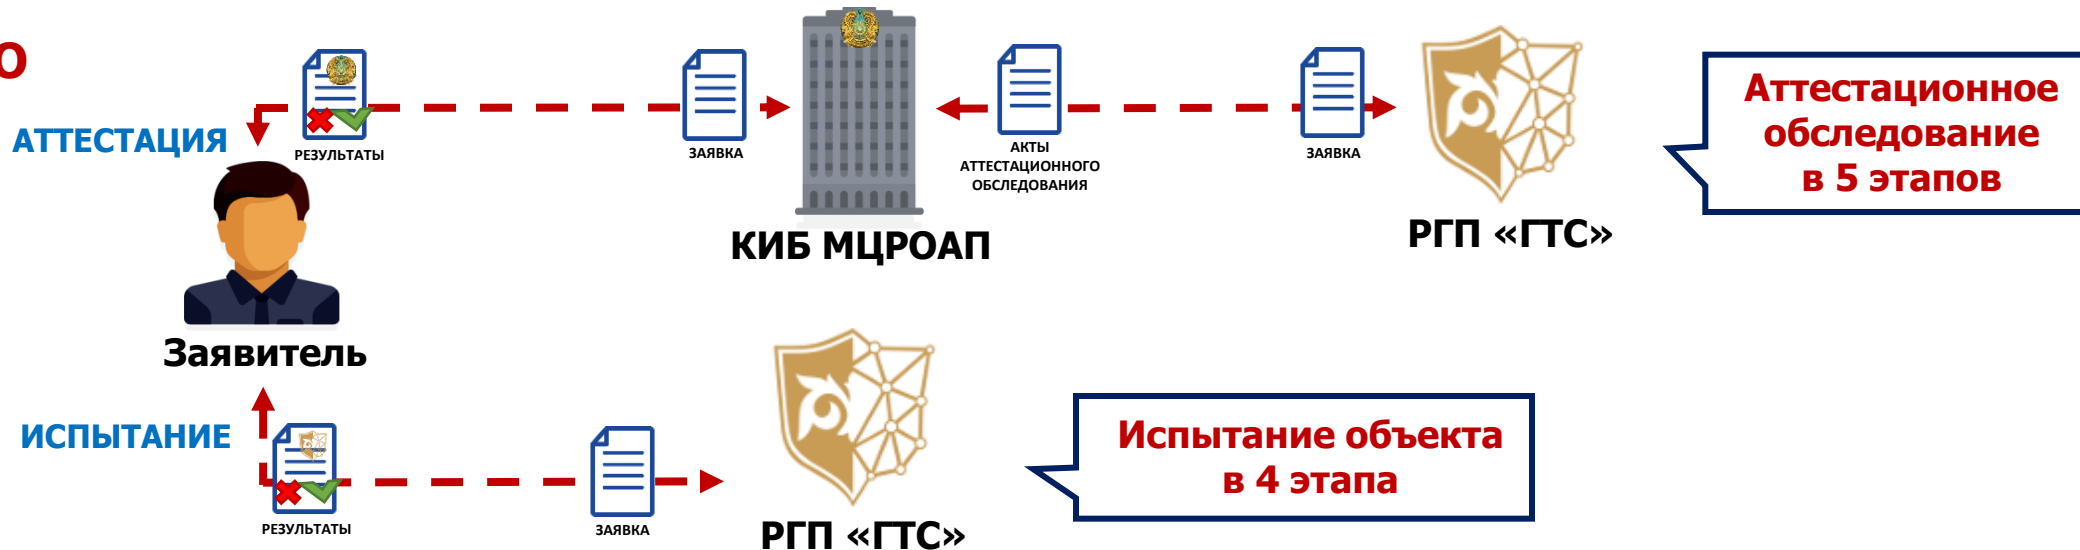 О
АТТЕСТАЦИЯ
РЕЗУЛЬТАТЫ
ЗАЯВКА
АКТЫ
АТТЕСТАЦИОННОГО
ОБСЛЕДОВАНИЯ
ЗАЯВКА
Аттестационное
обследование
в 5 этапов
КИБ МЦРОАП
РГП «ГТС»
Заявитель
ИСПЫТАНИЕ
РЕЗУЛЬТАТЫ
ЗАЯВКА
РГП «ГТС»
Испытание объекта
в 4 этапа